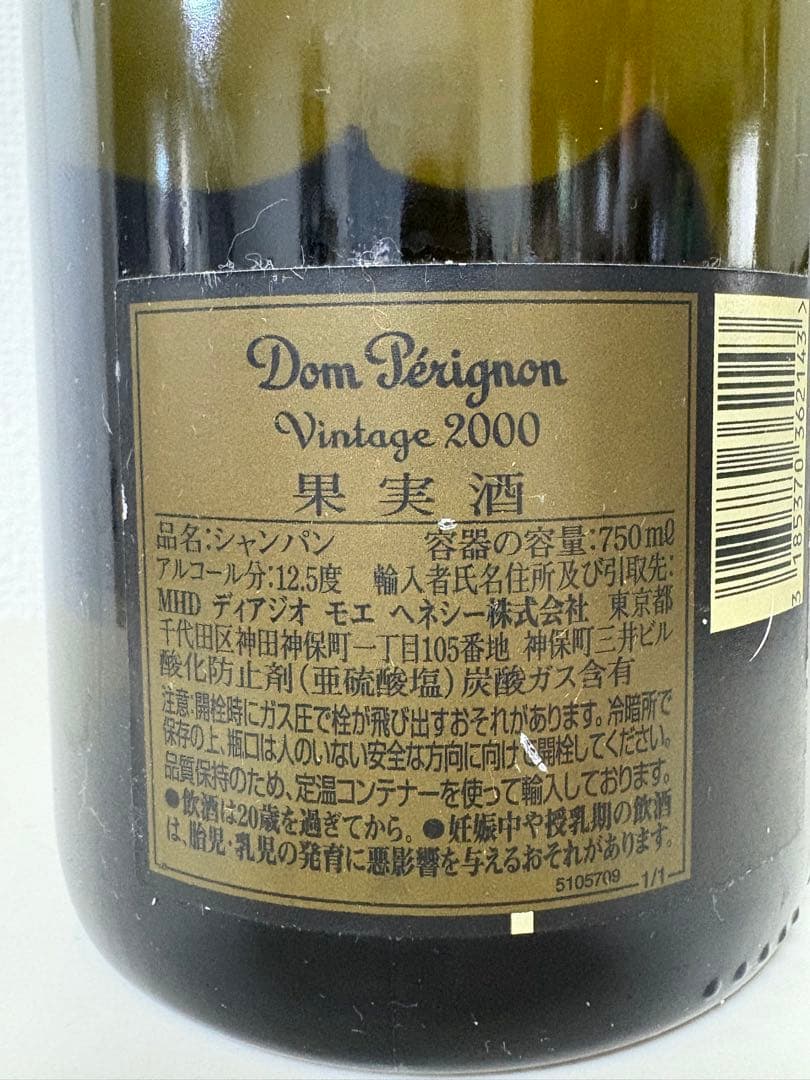 Dom Pérignon
Vintage 2000
果実酒
品名:シャンパン 容器の容量:750mℓ
アルコール分:12.5度 輸入者氏名住所及び引取先:
MHD ディアジオ モエ ヘネシー株式会社 東京都
千代田区神田神保町一丁目105番地 神保町三井ビル
酸化防止剤(亜硫酸塩)炭酸ガス含有
注意:開栓時にガス圧で栓が飛び出すおそれがあります。冷暗所で
保存の上、瓶口は人のいない安全な方向に向けて開栓してください。
品質保持のため、定温コンテナーを使って輸入しております。
●飲酒は20歳を過ぎてから。●妊娠中や授乳期の飲酒
は、胎児・乳児の発育に悪影響を与えるおそれがあります。
5105709 1/1
3 185370 362143 >